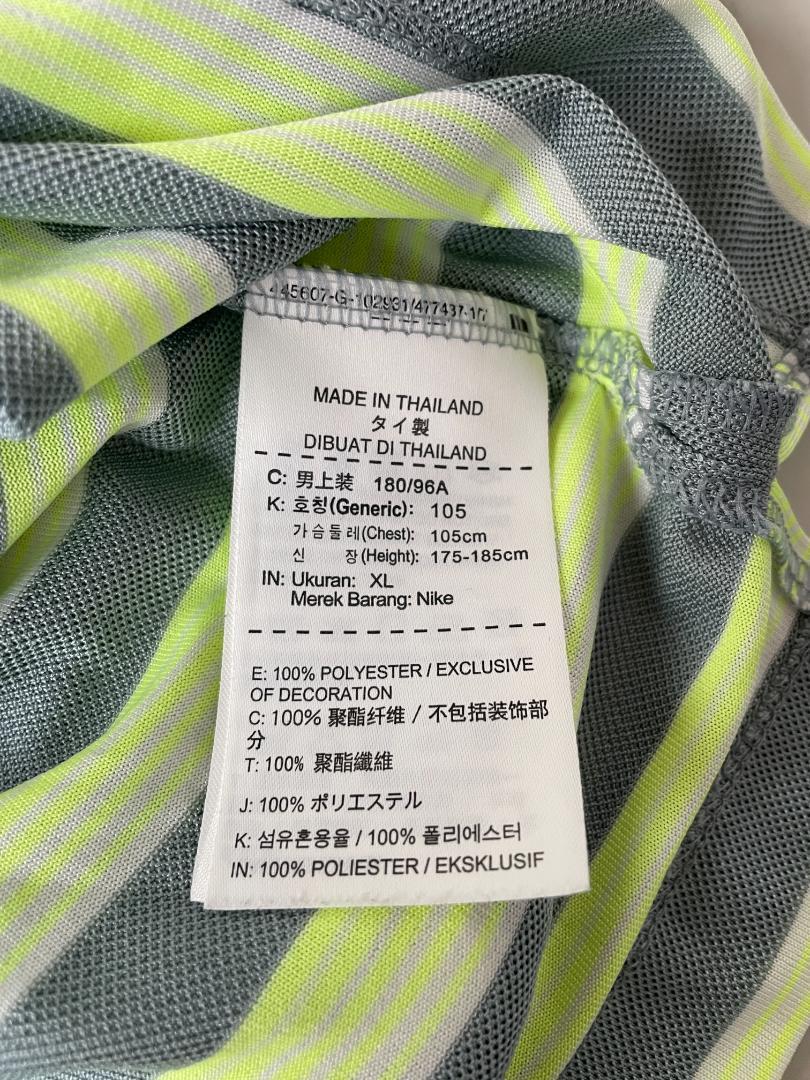 445607-G-102931/477437-107
MADE IN THAILAND
タイ製
DIBUAT DI THAILAND
C: 男上装 180/96A
K: 호칭(Generic): 105
가슴둘레(Chest): 105cm
신 장(Height): 175-185cm
IN: Ukuran: XL
Merek Barang: Nike
E: 100% POLYESTER / EXCLUSIVE
OF DECORATION
C: 100% 聚酯纤维 / 不包括装饰部
分
T: 100% 聚酯纖維
J: 100% ポリエステル
K: 섬유혼용율 / 100% 폴리에스터
IN: 100% POLIESTER / EKSKLUSIF